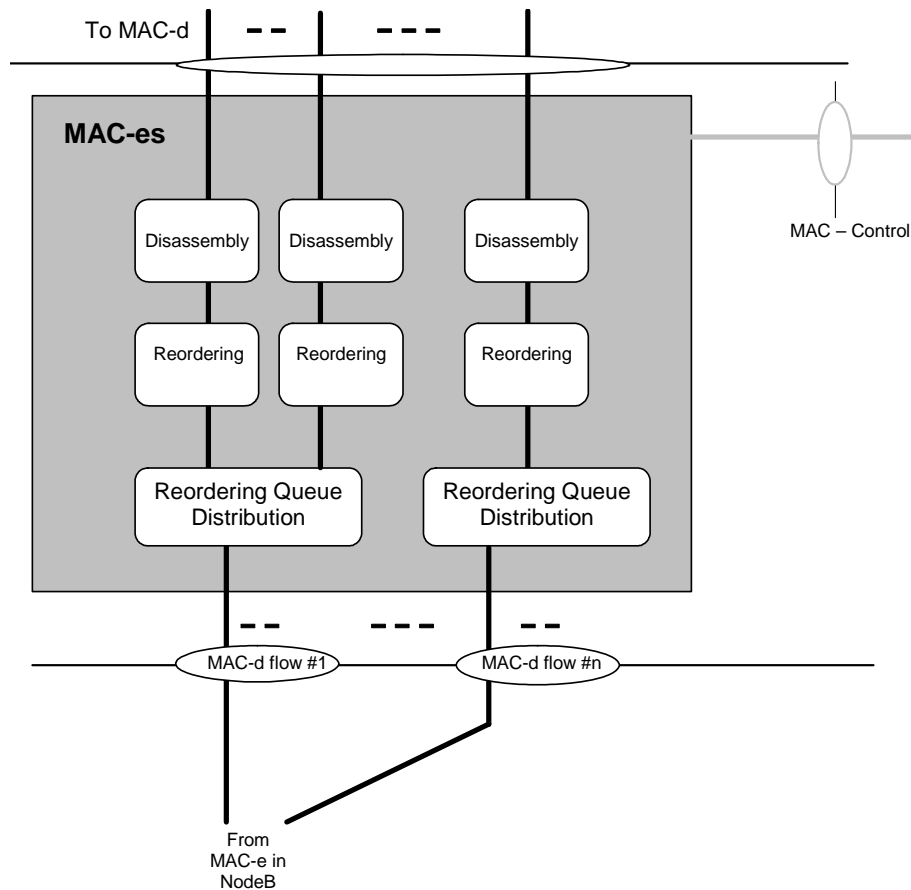 To MAC-d
MAC-es
MAC – Control
Disassembly
Disassembly
Disassembly
Reordering
Reordering
Reordering
Reordering Queue
Distribution
Reordering Queue
Distribution
MAC-d flow #1
MAC-d flow #n
From
MAC-e in
NodeB